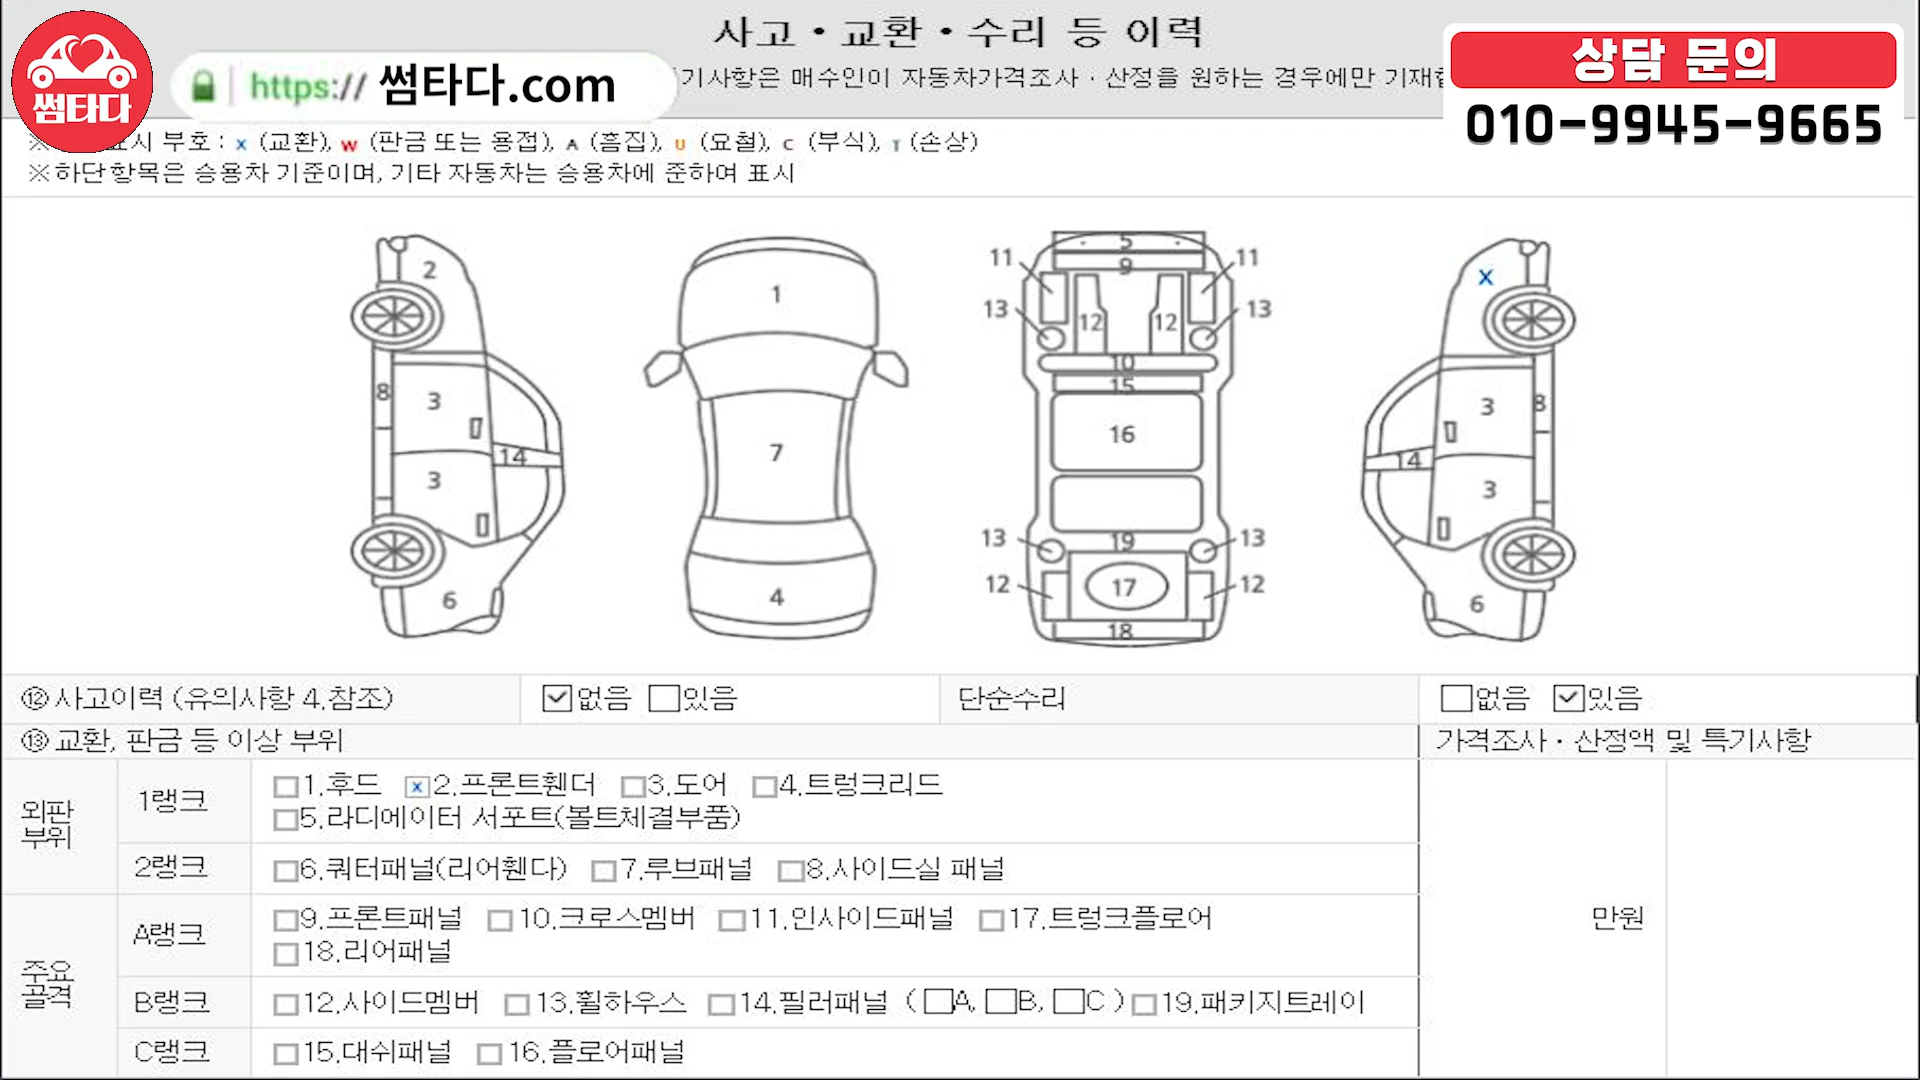 사고・교환・수리 등 이력
썸타다
https:// 썸타다.com
기사항은 매수인이 자동차가격조사・산정을 원하는 경우에만 기재
상담 문의
010-9945-9665
※ 표시 부호 : X (교환), W (판금 또는 용접), A (흠집), U (요철), C (부식), T (손상)
※ 하단항목은 승용차 기준이며, 기타 자동차는 승용차에 준하여 표시
2 8 3 3 14 6
1 7 4
5 9 11 11 13 13 12 12 10 15 16 19 13 13 12 12 17 18
X 3 8 14 3 6
⑫ 사고이력 (유의사항 4.참조) 없음 있음 단순수리 없음 있음
⑬ 교환, 판금 등 이상 부위 가격조사・산정액 및 특기사항
외판부위 1랭크 1.후드 X 2.프론트휀더 3.도어 4.트렁크리드
5.라디에이터 서포트(볼트체결부품)
2랭크 6.쿼터패널(리어휀다) 7.루브패널 8.사이드실 패널
주요골격 A랭크 9.프론트패널 10.크로스멤버 11.인사이드패널 17.트렁크플로어
18.리어패널
만원
B랭크 12.사이드멤버 13.휠하우스 14.필러패널 ( A, B, C ) 19.패키지트레이
C랭크 15.대쉬패널 16.플로어패널